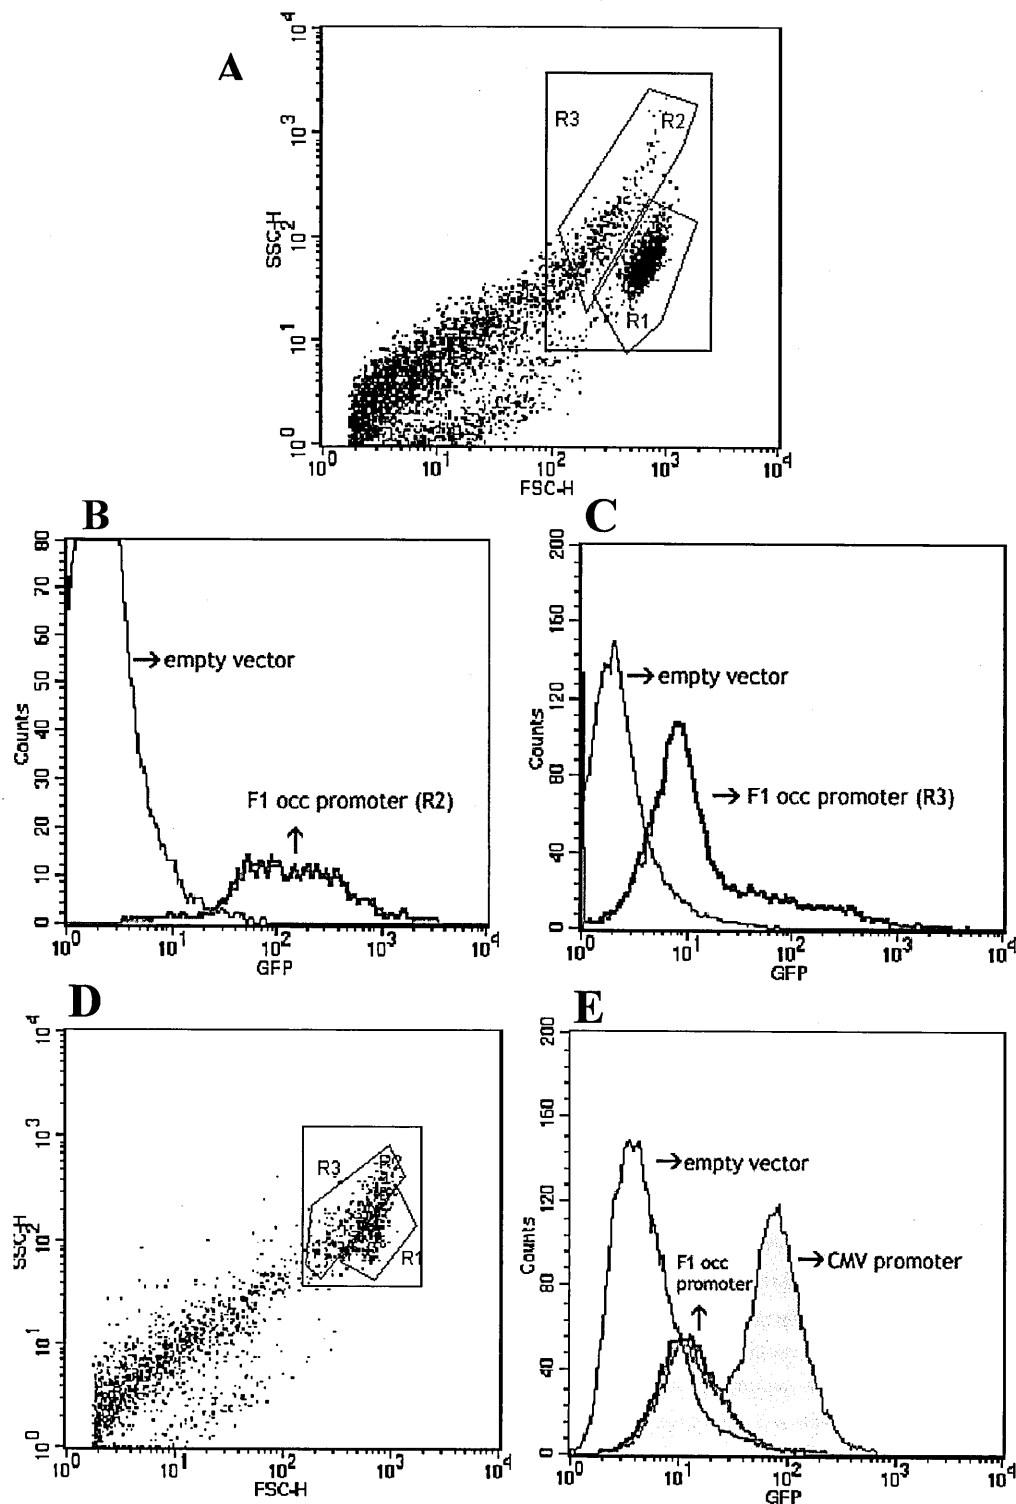 A
10^4
10^3
10^2
10^1
10^0
SSC-H
R3
R2
R1
10^0 10^1 10^2 10^3 10^4
FSC-H
B
80
70
60
50
40
30
20
10
0
Counts
empty vector
F1 occ promoter (R2)
10^0 10^1 10^2 10^3 10^4
GFP
C
200
160
120
80
40
0
Counts
empty vector
F1 occ promoter (R3)
10^0 10^1 10^2 10^3 10^4
GFP
D
10^4
10^3
10^2
10^1
10^0
SSC-H
R3
R2
R1
10^0 10^1 10^2 10^3 10^4
FSC-H
E
200
160
120
80
40
0
Counts
empty vector
F1 occ
promoter
CMV promoter
10^0 10^1 10^2 10^3 10^4
GFP